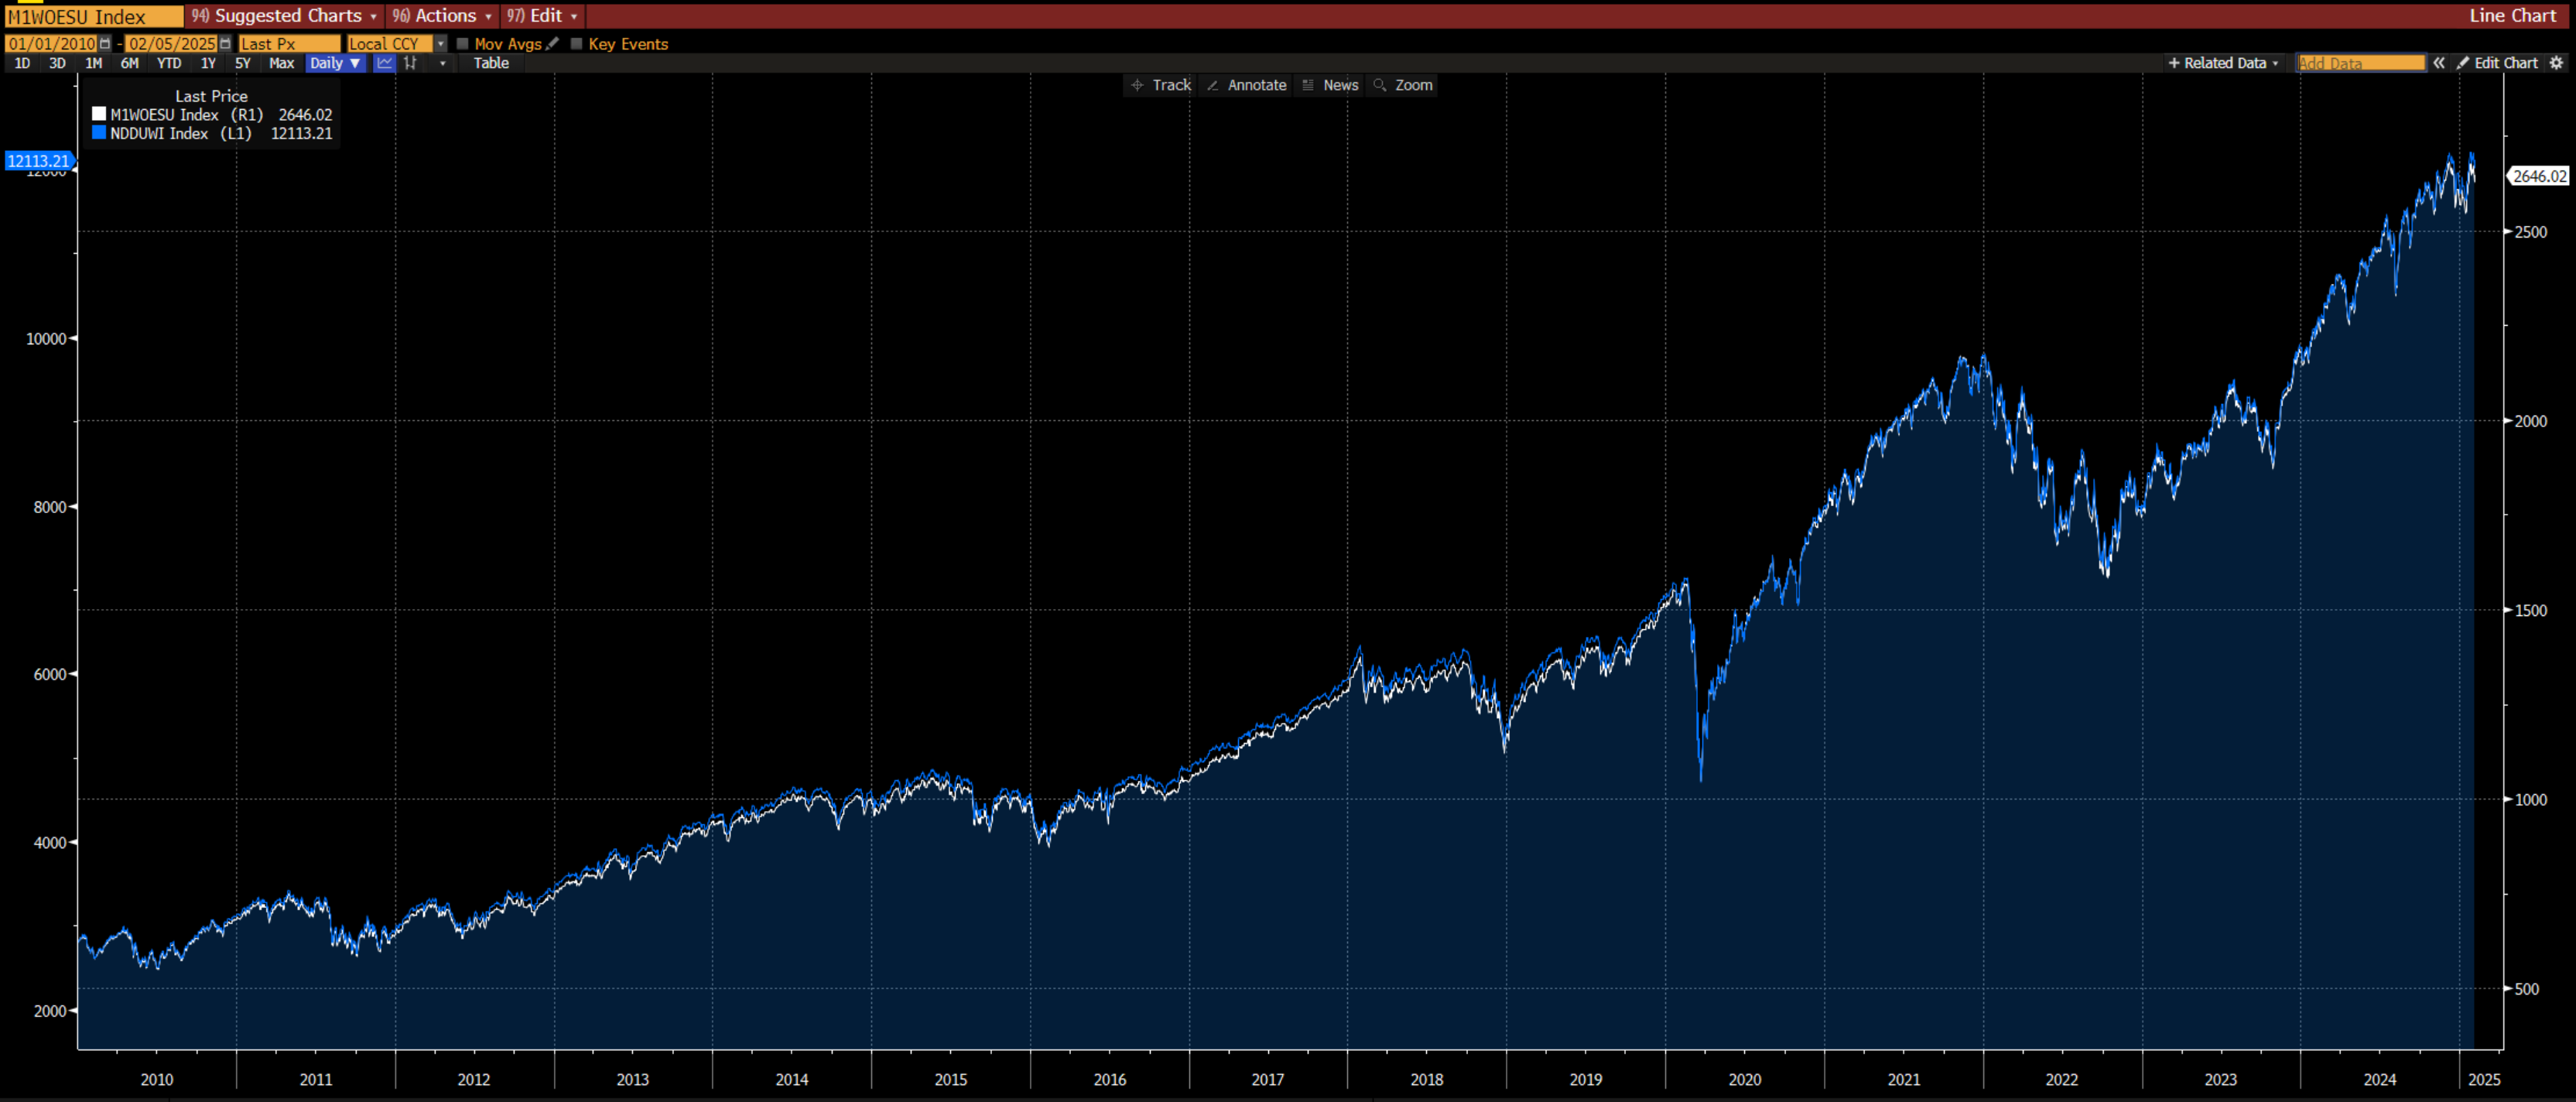 M1WOESU Index 94) Suggested Charts 96) Actions 97) Edit Line Chart
01/01/2010 - 02/05/2025 Last Px Local CCY Mov Avgs Key Events
1D 3D 1M 6M YTD 1Y 5Y Max Daily ▼ Table + Related Data Add Data « Edit Chart
Track Annotate News Zoom
Last Price
M1WOESU Index (R1) 2646.02
NDDUWI Index (L1) 12113.21
12113.21
12000
2646.02
2500
10000
2000
8000
1500
6000
1000
4000
500
2000
2010 2011 2012 2013 2014 2015 2016 2017 2018 2019 2020 2021 2022 2023 2024 2025